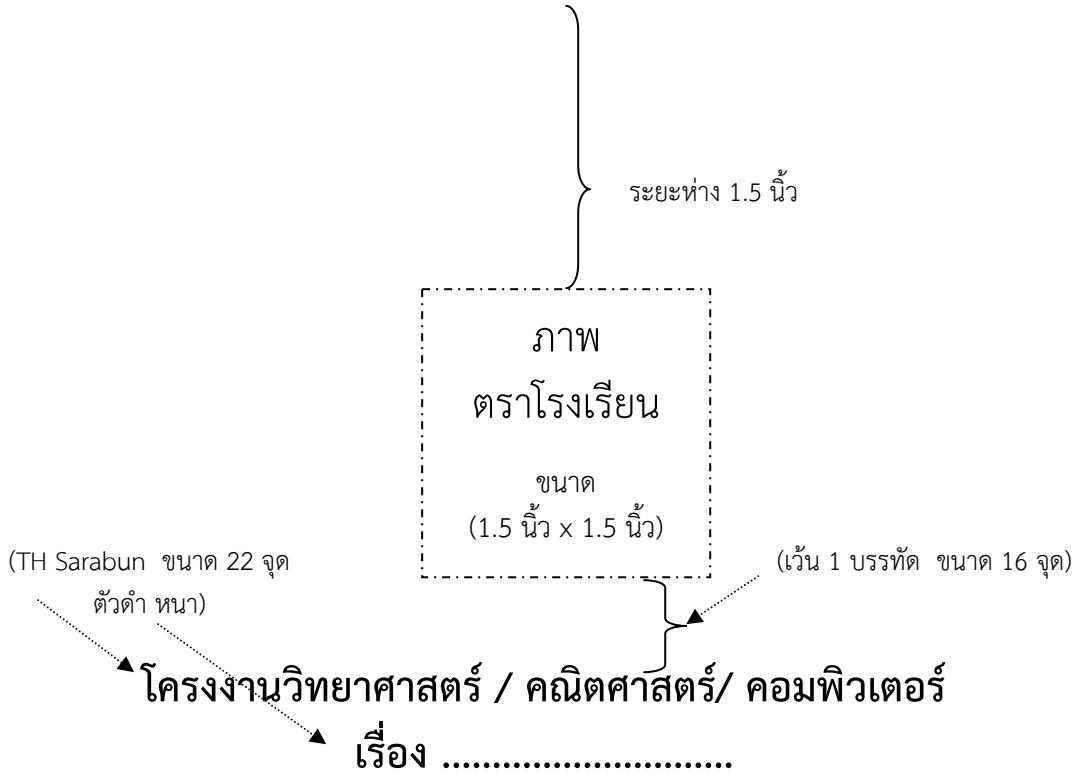 ระยะห่าง 1.5 นิ้ว
ภาพ
ตราโรงเรียน
ขนาด
(1.5 นิ้ว x 1.5 นิ้ว)
(TH Sarabun ขนาด 22 จุด
ตัวดำ หนา)
(เว้น 1 บรรทัด ขนาด 16 จุด)
โครงงานวิทยาศาสตร์ / คณิตศาสตร์/ คอมพิวเตอร์
เรื่อง .............................